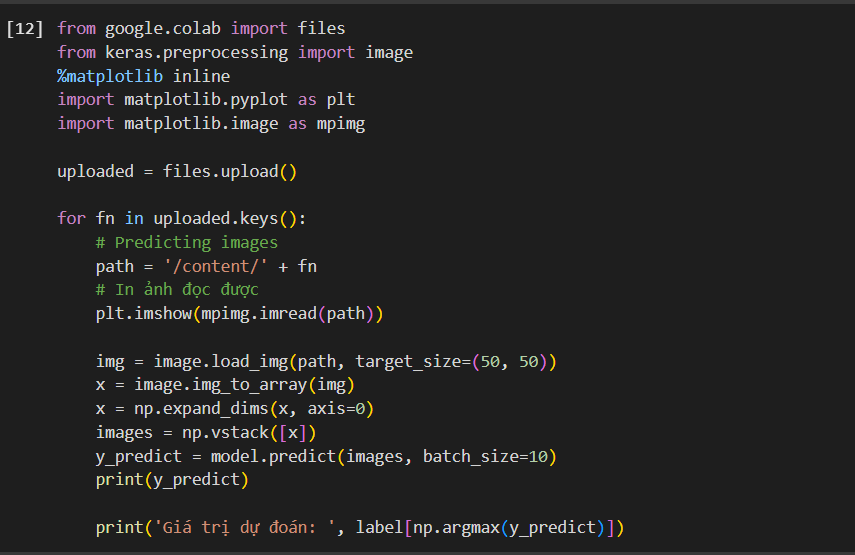 [12] from google.colab import files
from keras.preprocessing import image
%matplotlib inline
import matplotlib.pyplot as plt
import matplotlib.image as mpimg
uploaded = files.upload()
for fn in uploaded.keys():
# Predicting images
path = '/content/' + fn
# In ảnh đọc được
plt.imshow(mpimg.imread(path))
img = image.load_img(path, target_size=(50, 50))
x = image.img_to_array(img)
x = np.expand_dims(x, axis=0)
images = np.vstack([x])
y_predict = model.predict(images, batch_size=10)
print(y_predict)
print('Giá trị dự đoán: ', label[np.argmax(y_predict)])